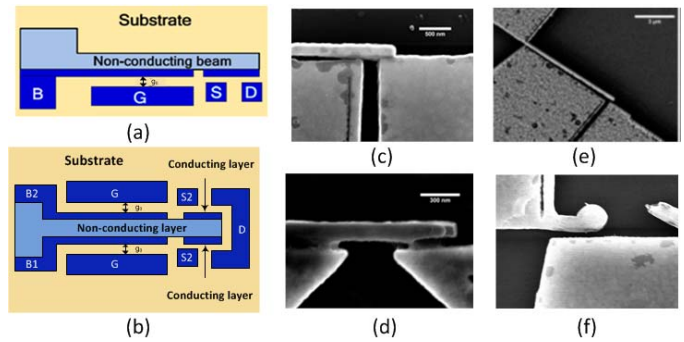 Substrate
Non-conducting beam
B
g₀
G
S
D
(a)
500 nm
(c)
5 µm
(e)
Substrate
Conducting layer
B2
G
S2
g₀
Non-conducting layer
D
g₀
B1
G
S2
Conducting layer
(b)
300 nm
(d)
(f)